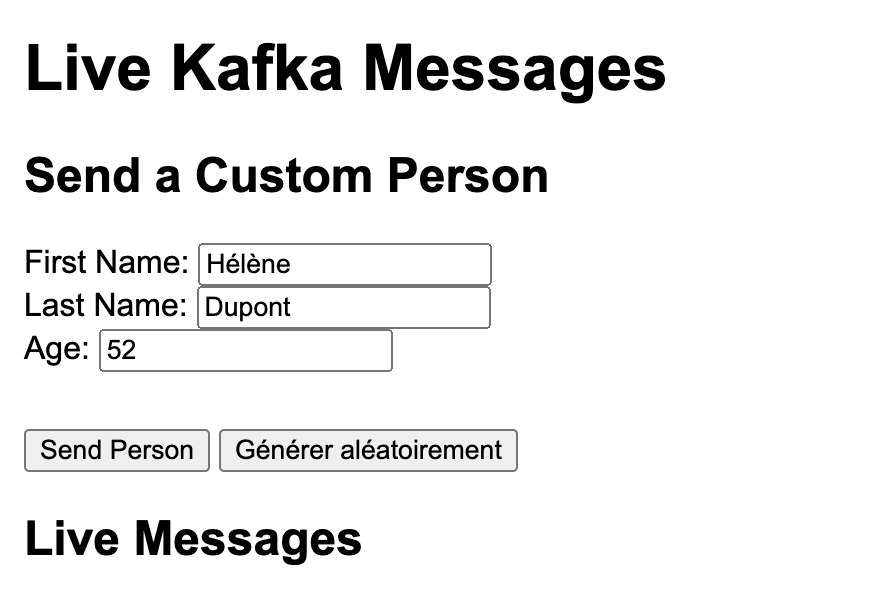 Live Kafka Messages
Send a Custom Person
First Name: Hélène
Last Name: Dupont
Age: 52
Send Person Générer aléatoirement
Live Messages